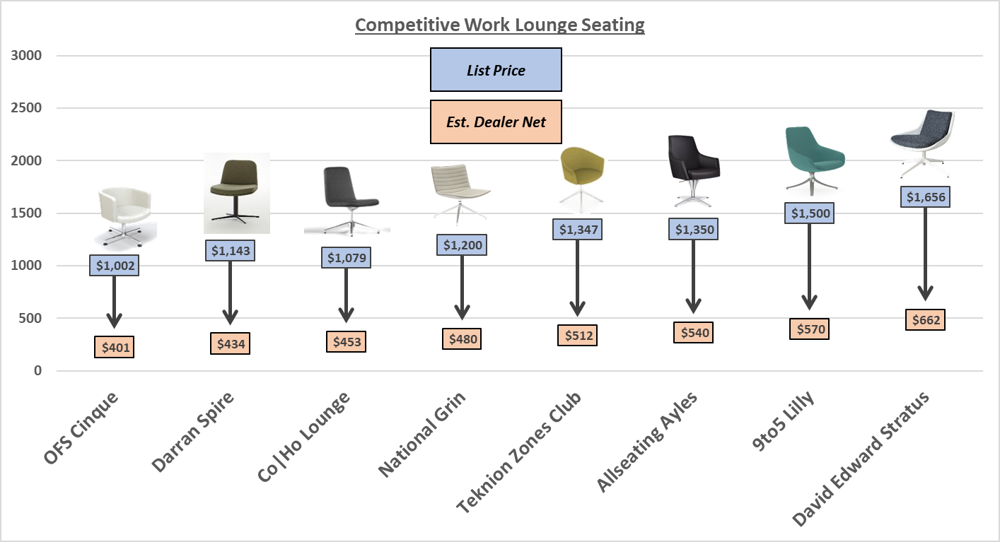 Competitive Work Lounge Seating
3000
2500
2000
1500
1000
500
0
List Price
Est. Dealer Net
$1,002
$1,143
$1,079
$1,200
$1,347
$1,350
$1,500
$1,656
$401
$434
$453
$480
$512
$540
$570
$662
OFS Cinque
Darran Spire
Co|Ho Lounge
National Grin
Teknion Zones Club
Allseating Ayles
9to5 Lilly
David Edward Stratus